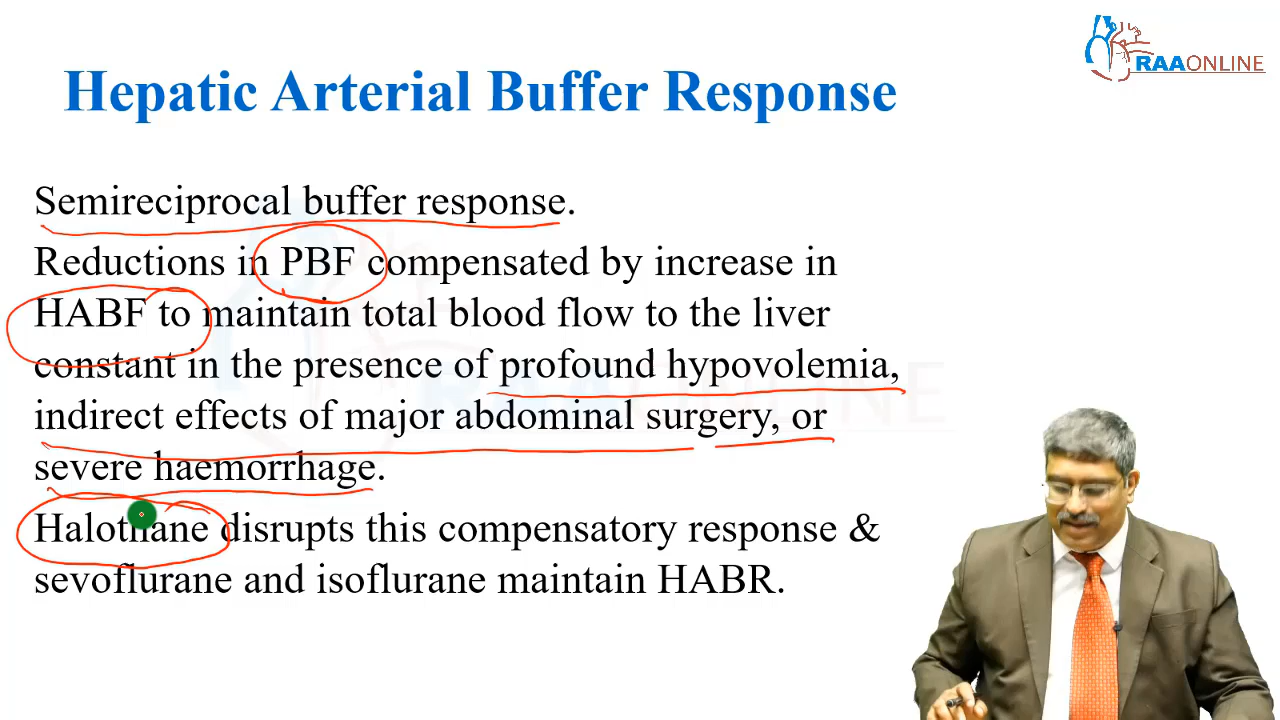 RAAONLINE
Hepatic Arterial Buffer Response
Semireciprocal buffer response.
Reductions in PBF compensated by increase in
HABF to maintain total blood flow to the liver
constant in the presence of profound hypovolemia,
indirect effects of major abdominal surgery, or
severe haemorrhage.
Halothane disrupts this compensatory response &
sevoflurane and isoflurane maintain HABR.
RAAONLINE